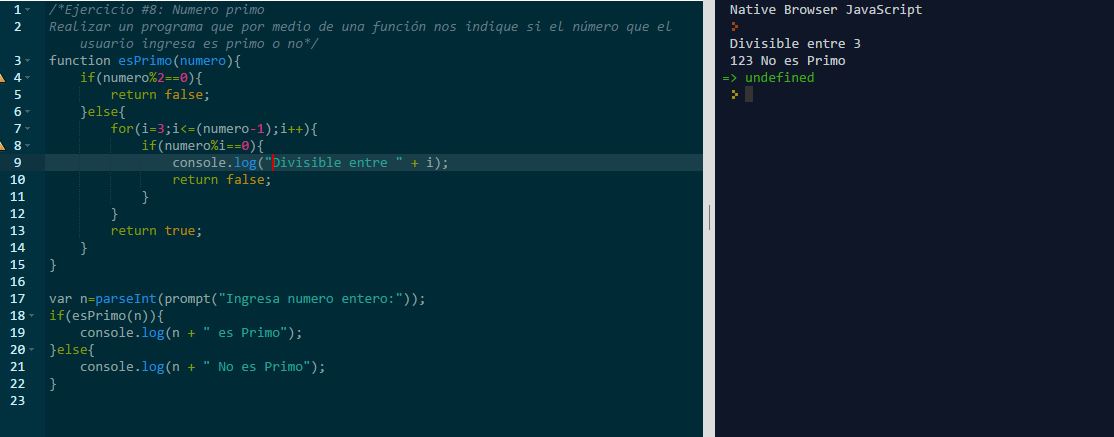 1 /*Ejercicio #8: Numero primo
2 Realizar un programa que por medio de una función nos indique si el número que el
usuario ingresa es primo o no*/
3 function esPrimo(numero){
4 if(numero%2==0){
5 return false;
6 }else{
7 for(i=3;i<=(numero-1);i++){
8 if(numero%i==0){
9 console.log("Divisible entre " + i);
10 return false;
11 }
12 }
13 return true;
14 }
15 }
16
17 var n=parseInt(prompt("Ingresa numero entero:"));
18 if(esPrimo(n)){
19 console.log(n + " es Primo");
20 }else{
21 console.log(n + " No es Primo");
22 }
23
Native Browser JavaScript
Divisible entre 3
123 No es Primo
=> undefined